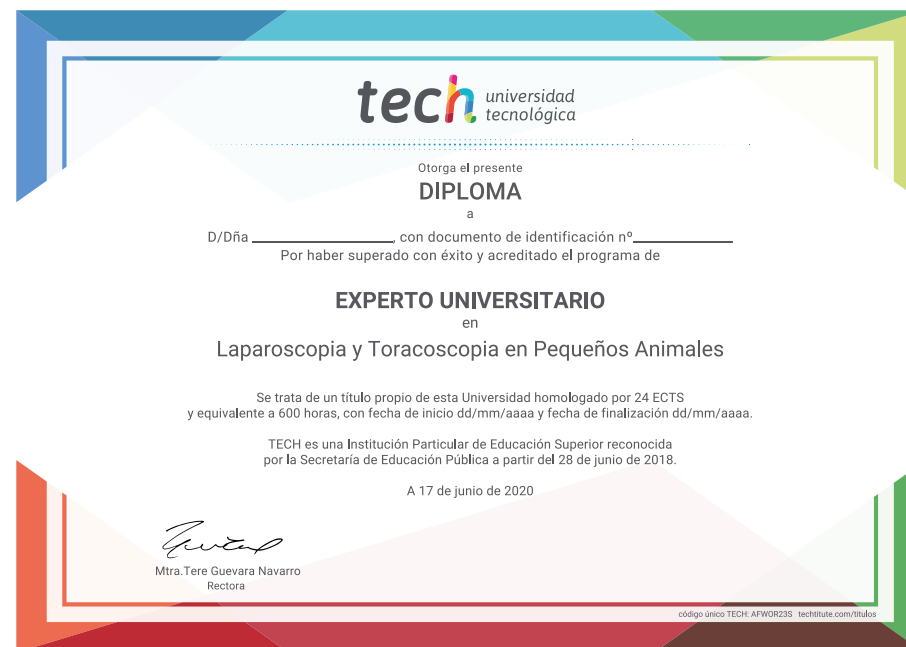 tech universidad
tecnológica
Otorga el presente
DIPLOMA
a
D/Dña ____________________, con documento de identificación nº______________
Por haber superado con éxito y acreditado el programa de
EXPERTO UNIVERSITARIO
en
Laparoscopia y Toracoscopia en Pequeños Animales
Se trata de un título propio de esta Universidad homologado por 24 ECTS
y equivalente a 600 horas, con fecha de inicio dd/mm/aaaa y fecha de finalización dd/mm/aaaa.
TECH es una Institución Particular de Educación Superior reconocida
por la Secretaría de Educación Pública a partir del 28 de junio de 2018.
A 17 de junio de 2020
Mtra.Tere Guevara Navarro
Rectora
código único TECH: AFWOR23S techtitute.com/titulos